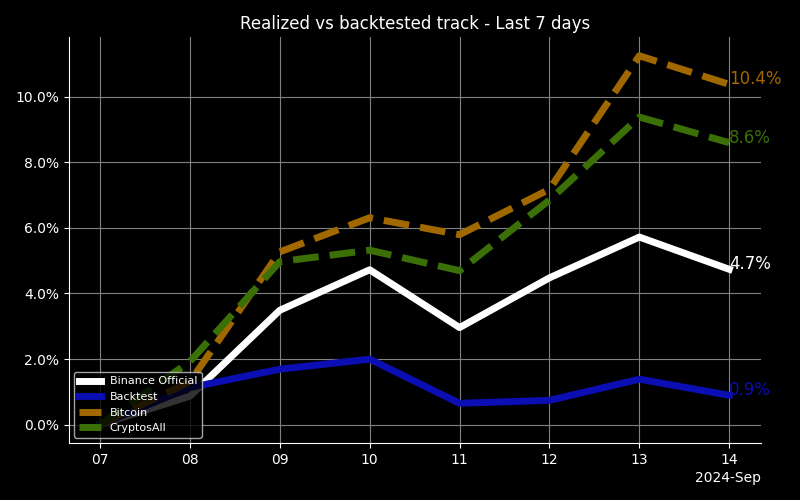 Realized vs backtested track - Last 7 days
10.4%
10.0%
8.6%
8.0%
6.0%
4.7%
4.0%
2.0%
0.9%
0.0%
Binance Official
Backtest
Bitcoin
CryptosAll
07 08 09 10 11 12 13 14
2024-Sep